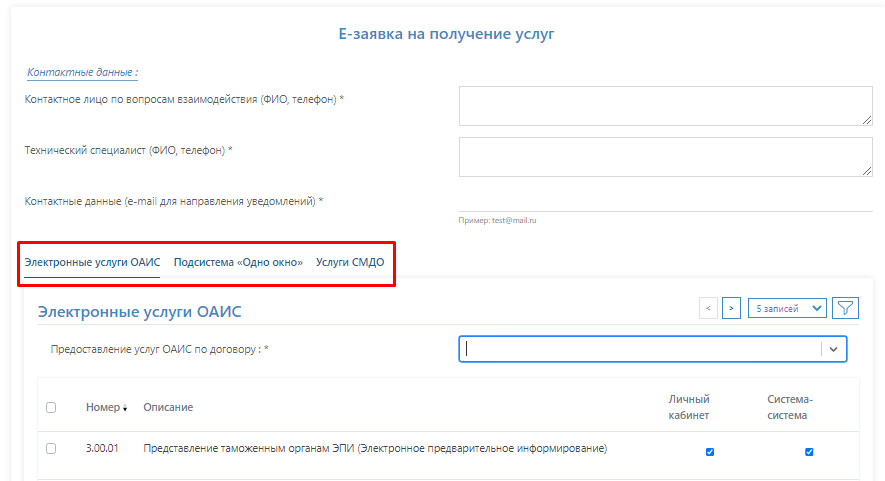 Е-заявка на получение услуг
Контактные данные :
Контактное лицо по вопросам взаимодействия (ФИО, телефон) *
Технический специалист (ФИО, телефон) *
Контактные данные (e-mail для направления уведомлений) *
Пример: test@mail.ru
Электронные услуги ОАИС Подсистема «Одно окно» Услуги СМДО
Электронные услуги ОАИС < > 5 записей
Предоставление услуг ОАИС по договору : *
Номер Описание Личный кабинет Система-система
3.00.01 Представление таможенным органам ЭПИ (Электронное предварительное информирование)